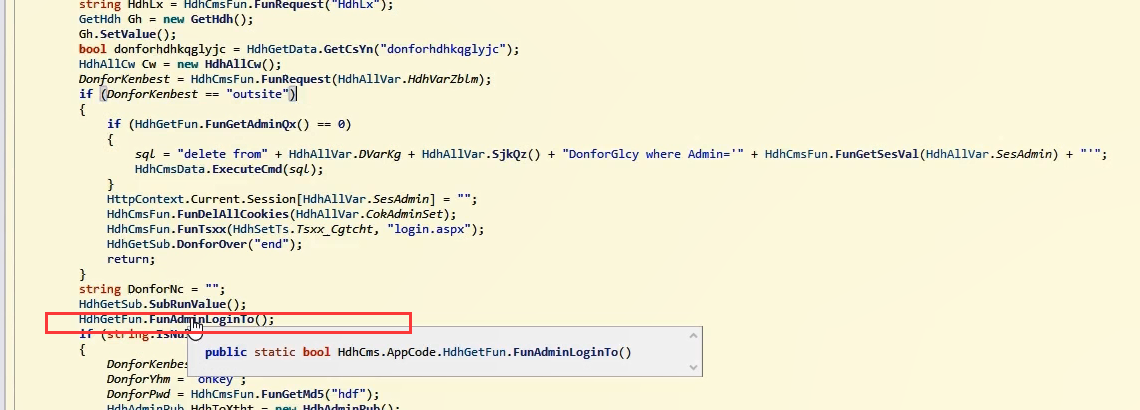 string HdhLx = HdhCmsFun.FunRequest("HdhLx");
GetHdh Gh = new GetHdh();
Gh.SetValue();
bool donforhdhkqglyjc = HdhGetData.GetCsYn("donforhdhkqglyjc");
HdhAllCw Cw = new HdhAllCw();
DonforKenbest = HdhCmsFun.FunRequest(HdhAllVar.HdhVarZblm);
if (DonforKenbest == "outsite")
{
if (HdhGetFun.FunGetAdminQx() == 0)
{
sql = "delete from" + HdhAllVar.DVarKg + HdhAllVar.SjkQz() + "DonforGlcy where Admin='" + HdhCmsFun.FunGetSesVal(HdhAllVar.SesAdmin) + "'";
HdhCmsData.ExecuteCmd(sql);
}
HttpContext.Current.Session[HdhAllVar.SesAdmin] = "";
HdhCmsFun.FunDelAllCookies(HdhAllVar.CokAdminSet);
HdhCmsFun.FunTsxx(HdhSetTs.Tsxx_Cgtcht, "login.aspx");
HdhGetSub.DonforOver("end");
return;
}
string DonforNc = "";
HdhGetSub.SubRunValue();
HdhGetFun.FunAdminLoginTo();
if (string.
{
public static bool HdhCms.AppCode.HdhGetFun.FunAdminLoginTo()
DonforKenbes
DonforYhm = "onkey";
DonforPwd = HdhCmsFun.FunGetMd5("hdf");
HdhAdminPub HdhToXtht = new HdhAdminPub();